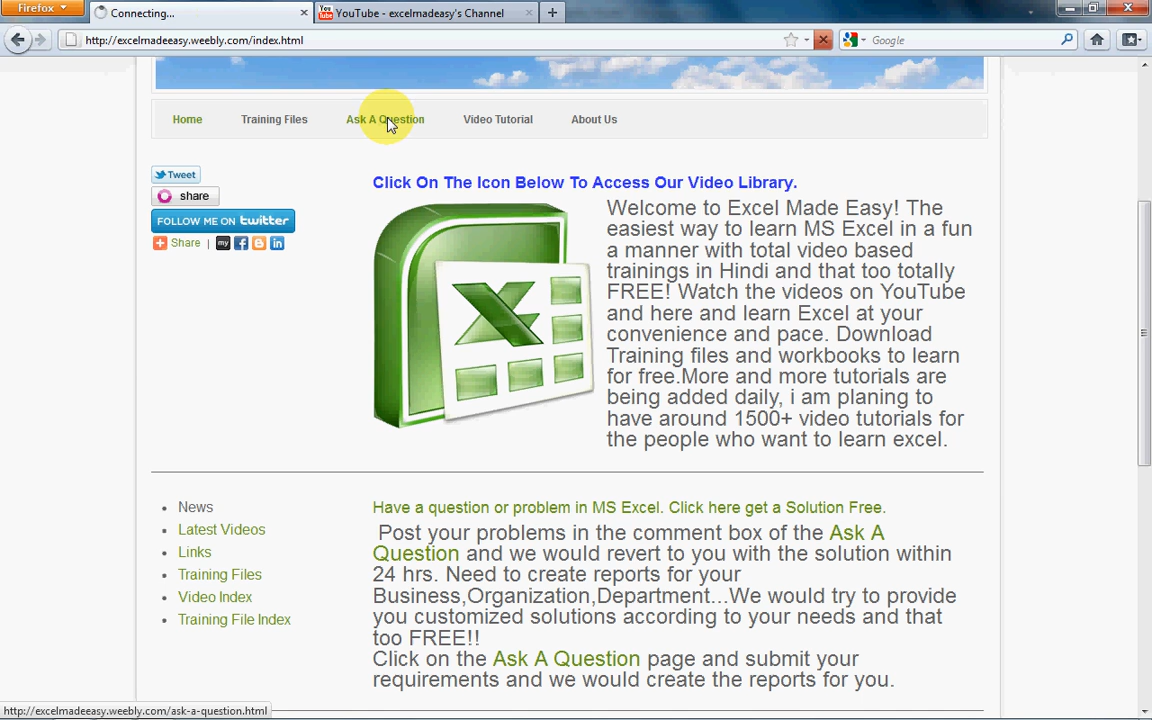 Firefox
Connecting...
YouTube - excelmadeeasy's Channel
http://excelmadeeasy.weebly.com/index.html
Google
Home
Training Files
Ask A Question
Video Tutorial
About Us
Tweet
share
FOLLOW ME ON twitter
Share | my
Click On The Icon Below To Access Our Video Library.
Welcome to Excel Made Easy! The
easiest way to learn MS Excel in a fun
a manner with total video based
trainings in Hindi and that too totally
FREE! Watch the videos on YouTube
and here and learn Excel at your
convenience and pace. Download
Training files and workbooks to learn
for free.More and more tutorials are
being added daily, i am planing to
have around 1500+ video tutorials for
the people who want to learn excel.
News
Latest Videos
Links
Training Files
Video Index
Training File Index
Have a question or problem in MS Excel. Click here get a Solution Free.
Post your problems in the comment box of the Ask A
Question and we would revert to you with the solution within
24 hrs. Need to create reports for your
Business,Organization,Department...We would try to provide
you customized solutions according to your needs and that
too FREE!!
Click on the Ask A Question page and submit your
requirements and we would create the reports for you.
http://excelmadeeasy.weebly.com/ask-a-question.html